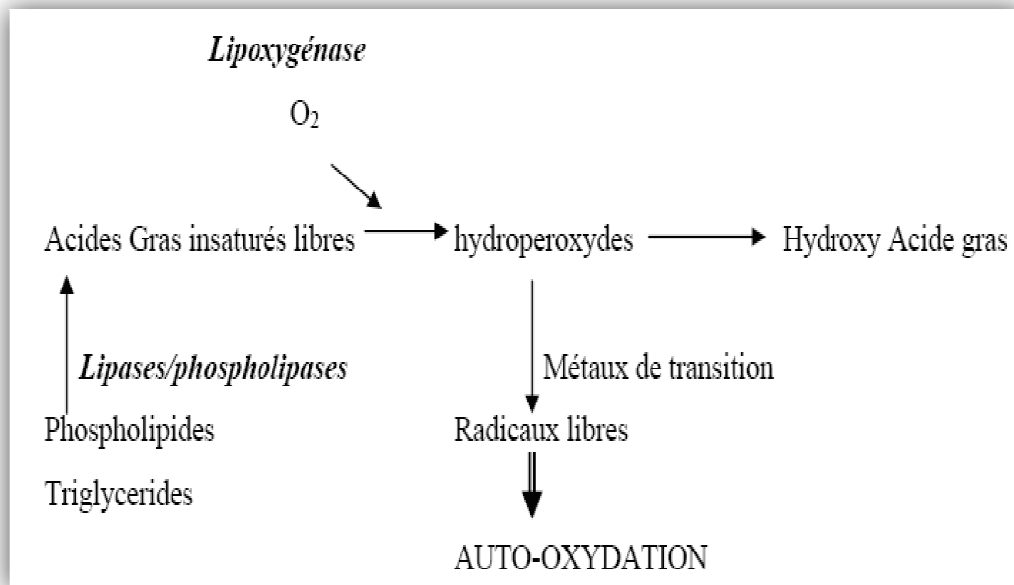 Lipoxygénase
O₂
Acides Gras insaturés libres
hydroperoxydes
Hydroxy Acide gras
Lipases/phospholipases
Métaux de transition
Phospholipides
Radicaux libres
Triglycerides
AUTO-OXYDATION